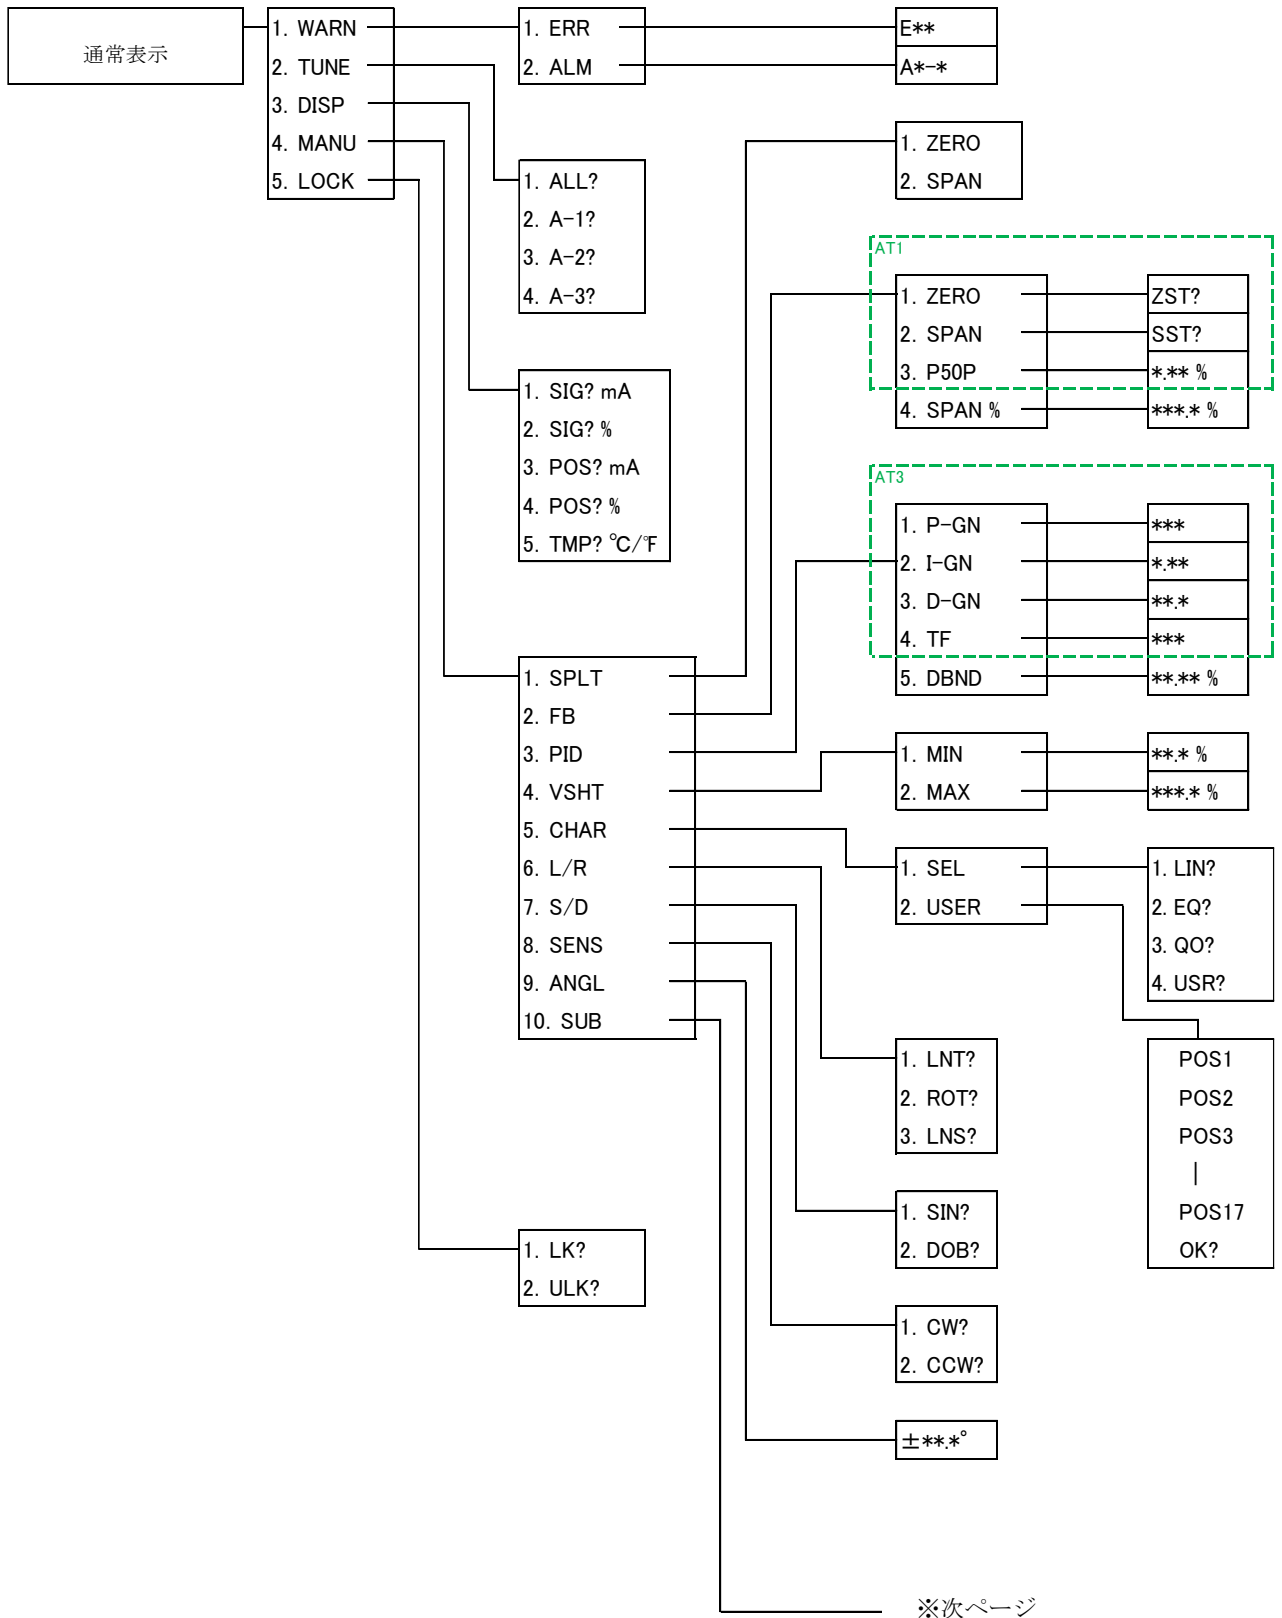 通常表示
1. WARN
2. TUNE
3. DISP
4. MANU
5. LOCK
1. ERR
2. ALM
E**
A*-*
1. ALL?
2. A-1?
3. A-2?
4. A-3?
1. SIG? mA
2. SIG? %
3. POS? mA
4. POS? %
5. TMP? ℃/℉
1. SPLT
2. FB
3. PID
4. VSHT
5. CHAR
6. L/R
7. S/D
8. SENS
9. ANGL
10. SUB
1. LK?
2. ULK?
1. ZERO
2. SPAN
AT1
1. ZERO
2. SPAN
3. P50P
4. SPAN %
ZST?
SST?
*.** %
***.* %
AT3
1. P-GN
2. I-GN
3. D-GN
4. TF
5. DBND
***
*.**
**.*
***
**.** %
1. MIN
2. MAX
**.* %
***.* %
1. SEL
2. USER
1. LIN?
2. EQ?
3. QO?
4. USR?
POS1
POS2
POS3
|
POS17
OK?
1. LNT?
2. ROT?
3. LNS?
1. SIN?
2. DOB?
1. CW?
2. CCW?
±**.*°
※次ページ